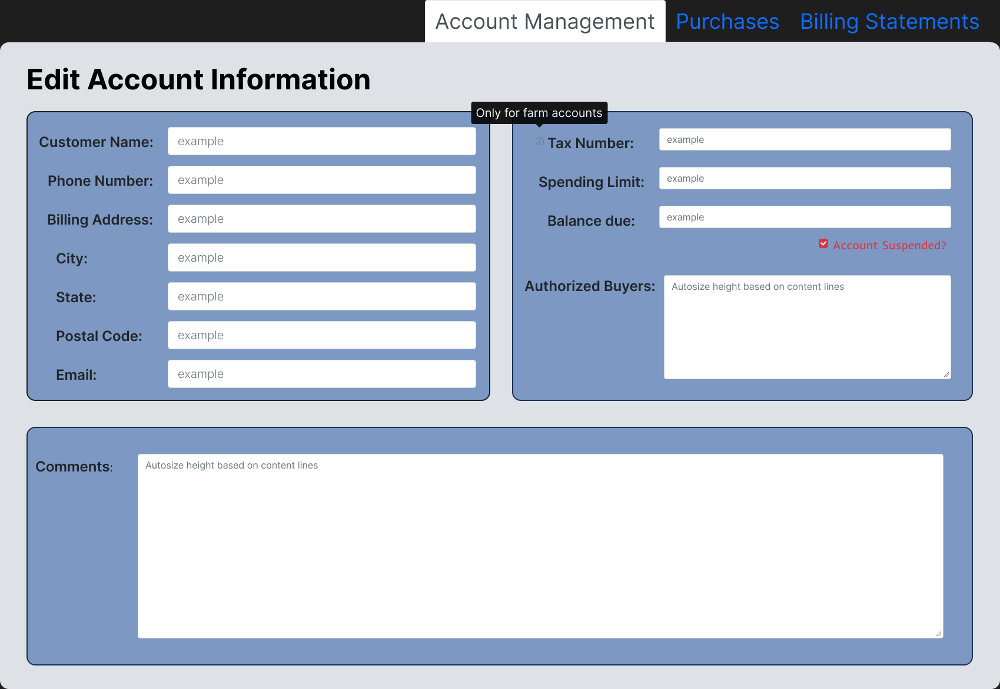 Account Management
Purchases
Billing Statements
Edit Account Information
Only for farm accounts
Customer Name:
example
Phone Number:
example
Billing Address:
example
City:
example
State:
example
Postal Code:
example
Email:
example
Tax Number:
example
Spending Limit:
example
Balance due:
example
Account Suspended?
Authorized Buyers:
Autosize height based on content lines
Comments:
Autosize height based on content lines